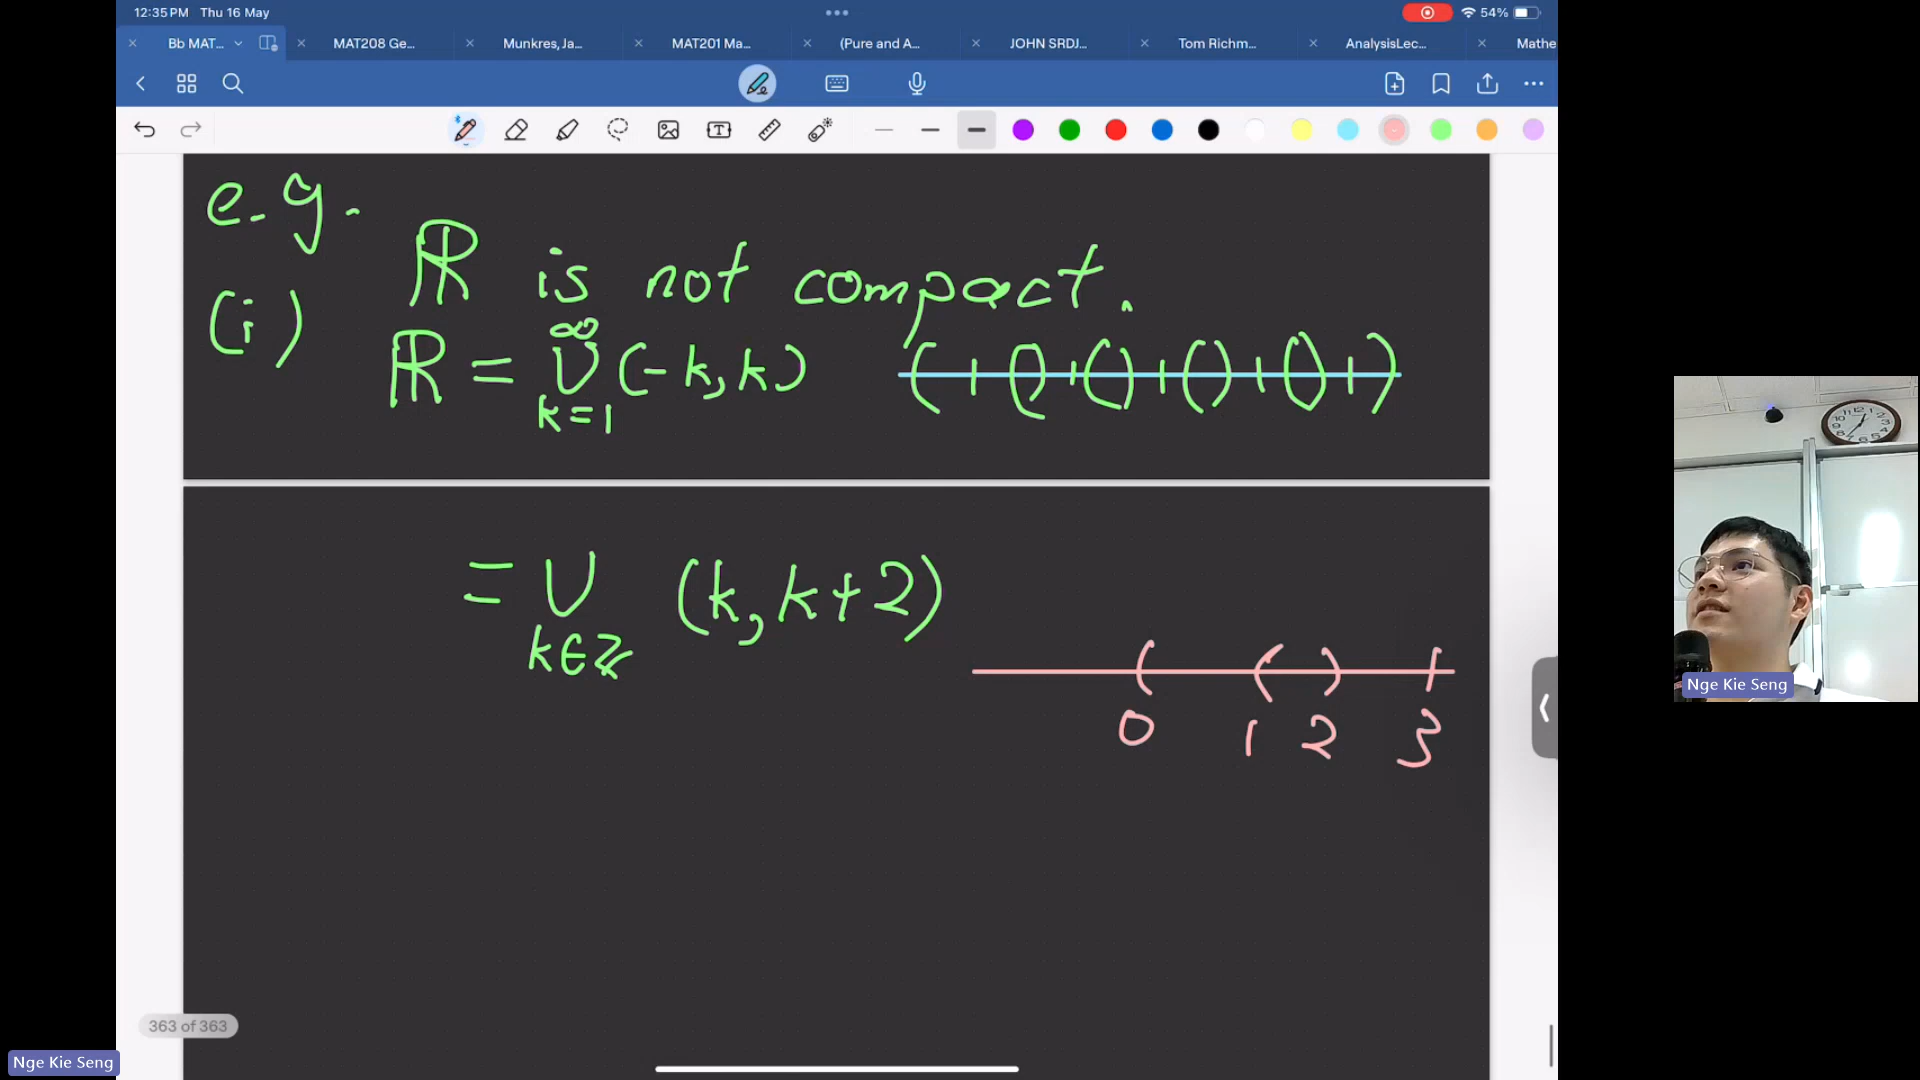 12:35 PM Thu 16 May
54%
Bb MAT...
MAT208 Ge...
Munkres, Ja...
MAT201 Ma...
(Pure and A...
JOHN SRDJ...
Tom Richm...
AnalysisLec...
Mathe
e.g.
(i) ℝ is not compact.
ℝ = ∞ ∪ k=1 (-k, k)
= ∪ k∈ℤ (k, k+2)
0 1 2 3
363 of 363
Nge Kie Seng
Nge Kie Seng